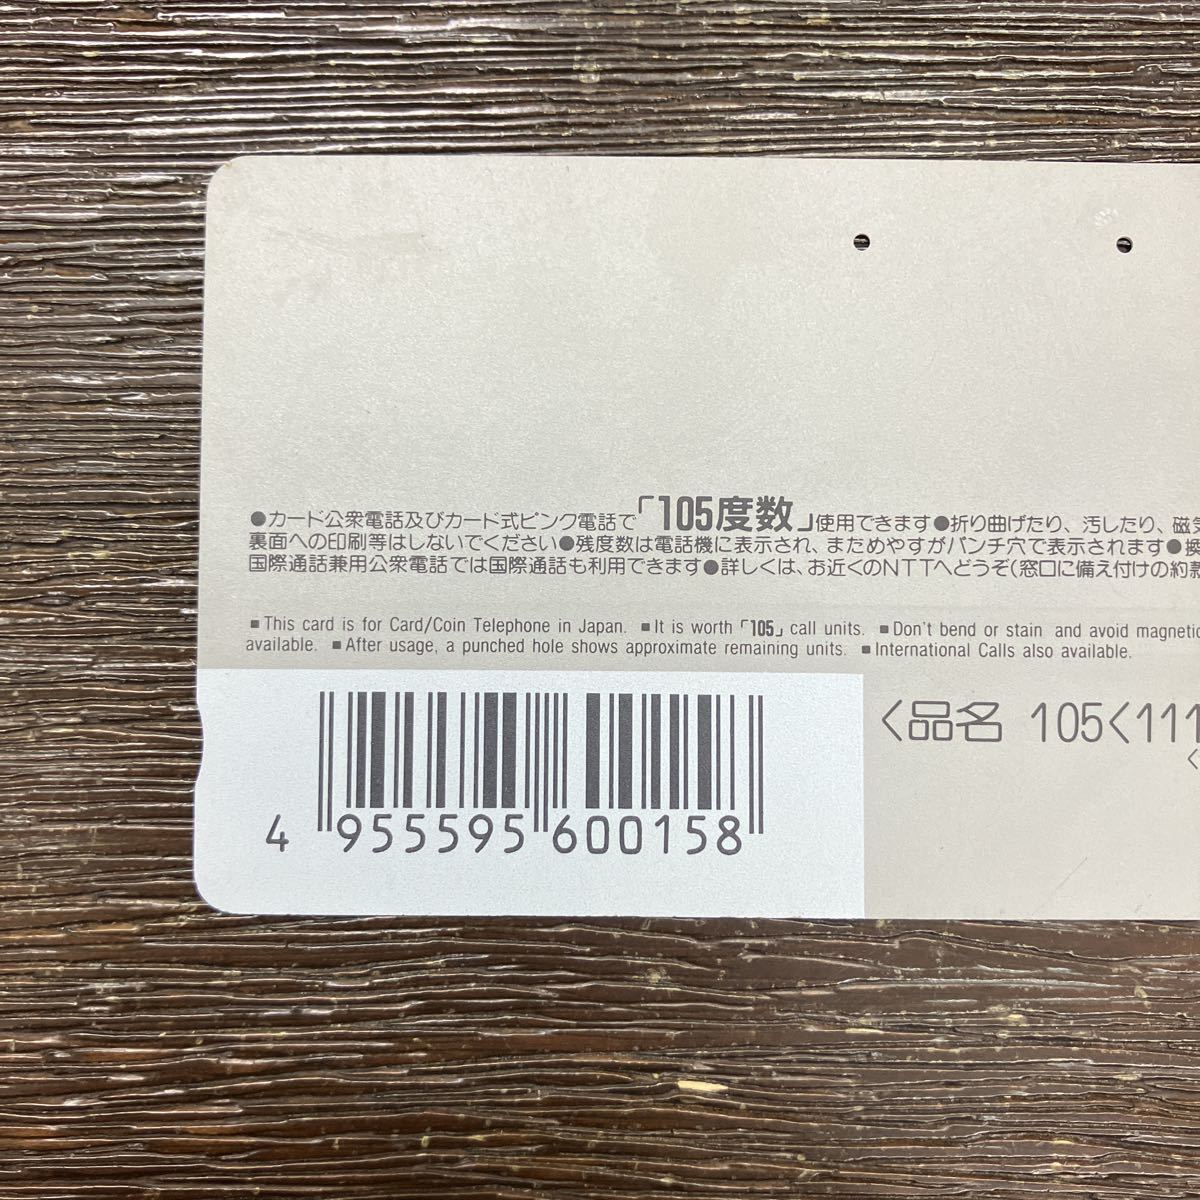 ●カード公衆電話及びカード式ピンク電話で「105度数」使用できます●折り曲げたり、汚したり、磁
裏面への印刷等はしないでください●残度数は電話機に表示され、まためやすがパンチ穴で表示されます●
国際通話兼用公衆電話では国際通話も利用できます●詳しくは、お近くのNTTへどうぞ(窓口に備え付けの約
■This card is for Card/Coin Telephone in Japan. ■It is worth「105」call units. ■Don't bend or stain and avoid magnetic
available. ■After usage, a punched hole shows approximate remaining units. ■International Calls also available.
<品名 105<111
<
4 955595 600158